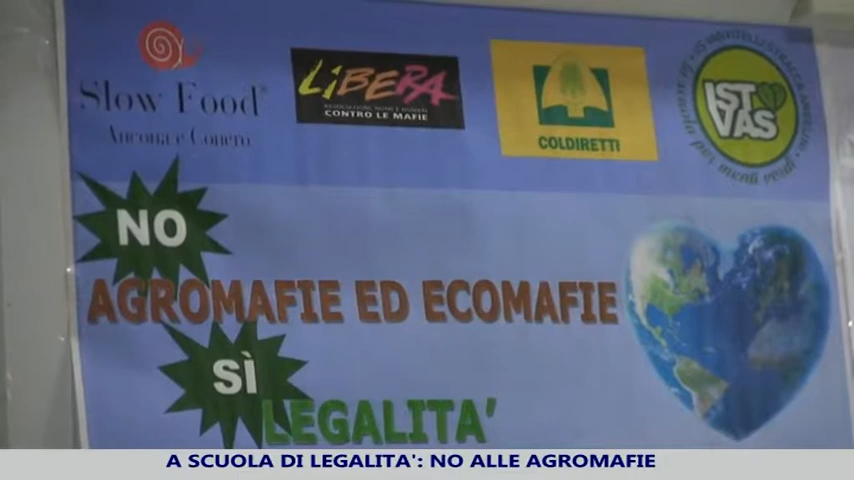 Slow Food®
Ancona e Conero
LIBERA
ASSOCIAZIONI, NOMI E NUMERI
CONTRO LE MAFIE
COLDIRETTI
IST
VAS
NO
AGROMAFIE ED ECOMAFIE
SÌ
LEGALITA'
A SCUOLA DI LEGALITA': NO ALLE AGROMAFIE